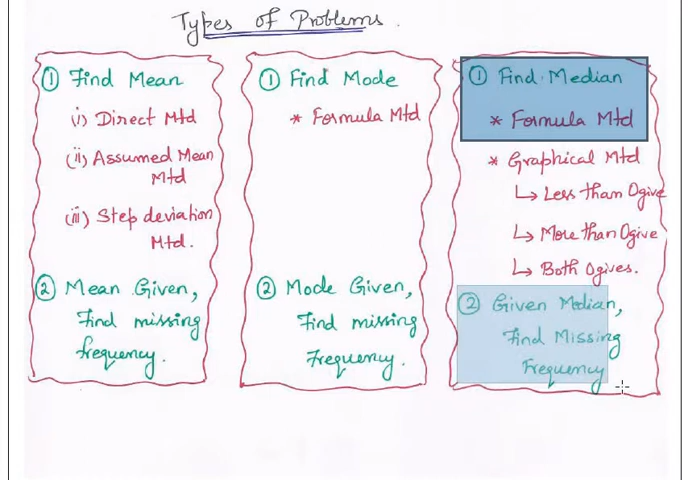 Types of Problems.
① Find Mean
(i) Direct Mtd
(ii) Assumed Mean
Mtd
(iii) Step deviation
Mtd.
② Mean Given,
Find missing
frequency.
① Find Mode
* Formula Mtd
② Mode Given,
Find missing
Frequency.
① Find Median
* Formula Mtd
* Graphical Mtd
↳ Less than Ogive
↳ More than Ogive
↳ Both Ogives.
② Given Median,
Find Missing
Frequency